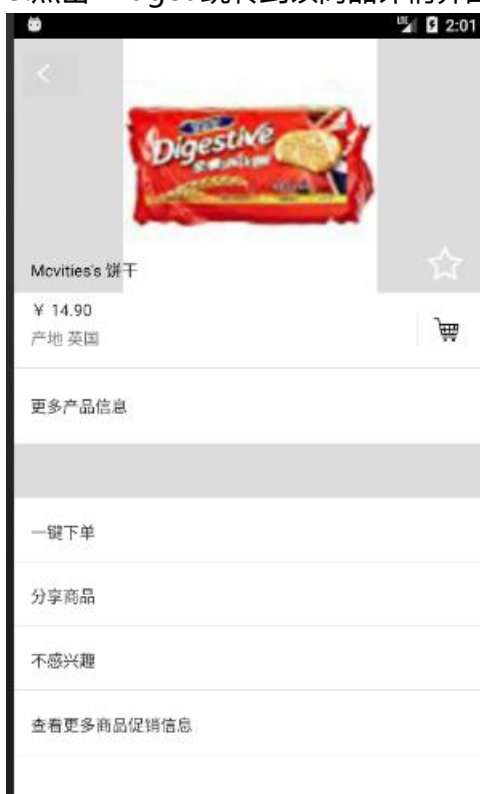 LTE 2:01
Digestive
Mcvities's 饼干
¥ 14.90
产地 英国
更多产品信息
一键下单
分享商品
不感兴趣
查看更多商品促销信息